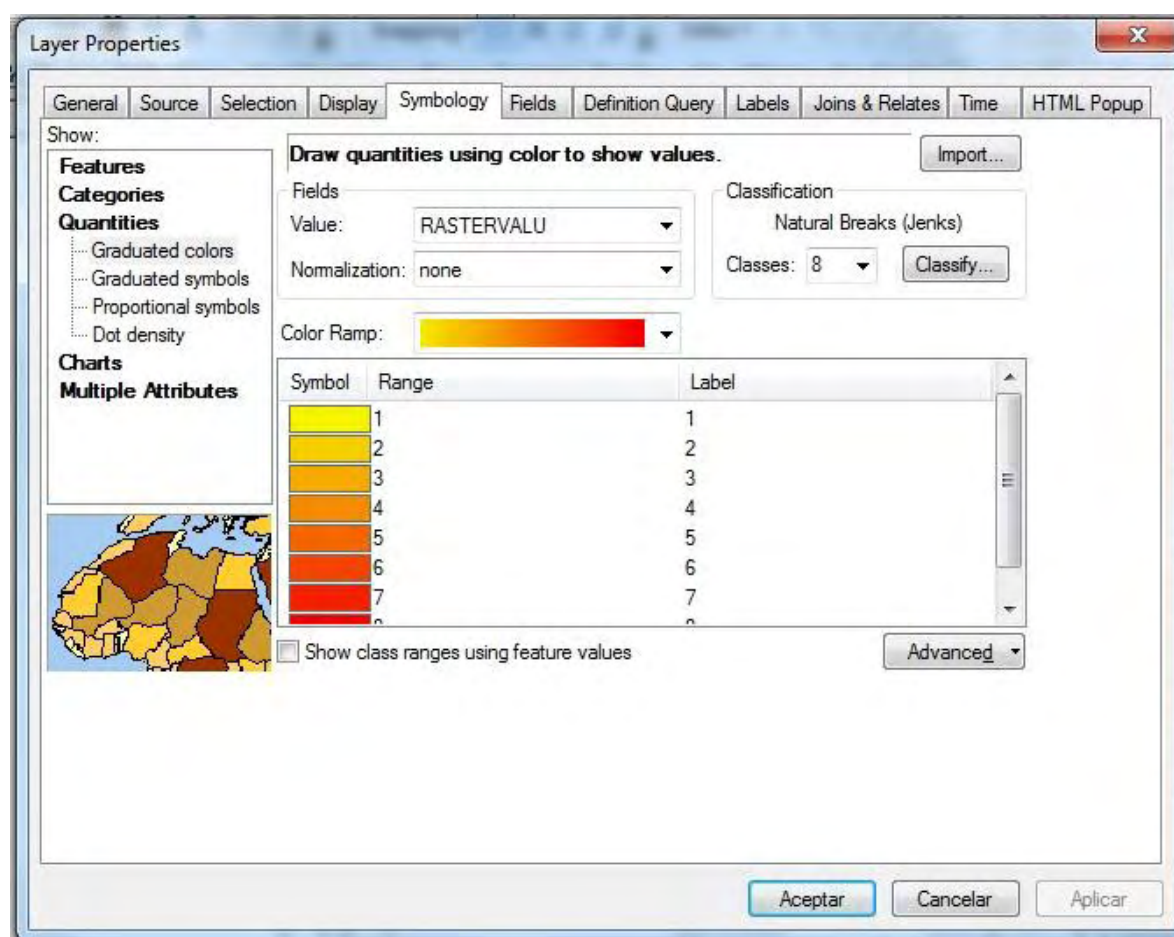 Layer Properties
General Source Selection Display Symbology Fields Definition Query Labels Joins & Relates Time HTML Popup
Show:
Features
Categories
Quantities
Graduated colors
Graduated symbols
Proportional symbols
Dot density
Charts
Multiple Attributes
Draw quantities using color to show values.
Import...
Fields
Value: RASTERVALU
Normalization: none
Classification
Natural Breaks (Jenks)
Classes: 8 Classify...
Color Ramp:
Symbol Range Label
1 1
2 2
3 3
4 4
5 5
6 6
7 7
Show class ranges using feature values
Advanced
Aceptar Cancelar Aplicar